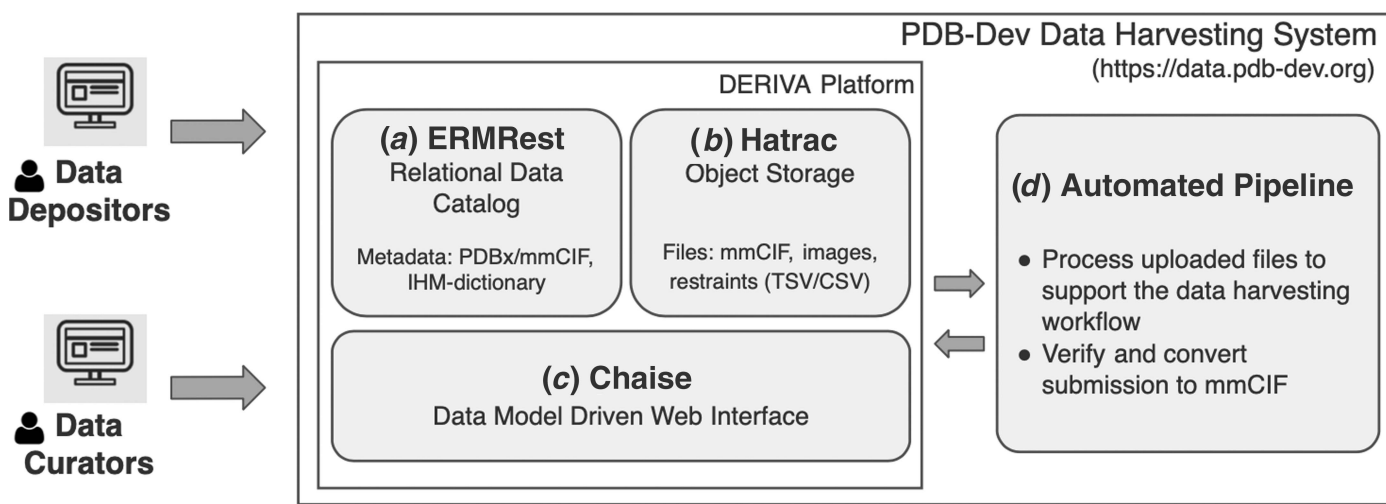 PDB-Dev Data Harvesting System
(https://data.pdb-dev.org)
DERIVA Platform
Data
Depositors
Data
Curators
(a) ERMRest
Relational Data
Catalog
Metadata: PDBx/mmCIF,
IHM-dictionary
(b) Hatrac
Object Storage
Files: mmCIF, images,
restraints (TSV/CSV)
(c) Chaise
Data Model Driven Web Interface
(d) Automated Pipeline
● Process uploaded files to
support the data harvesting
workflow
● Verify and convert
submission to mmCIF